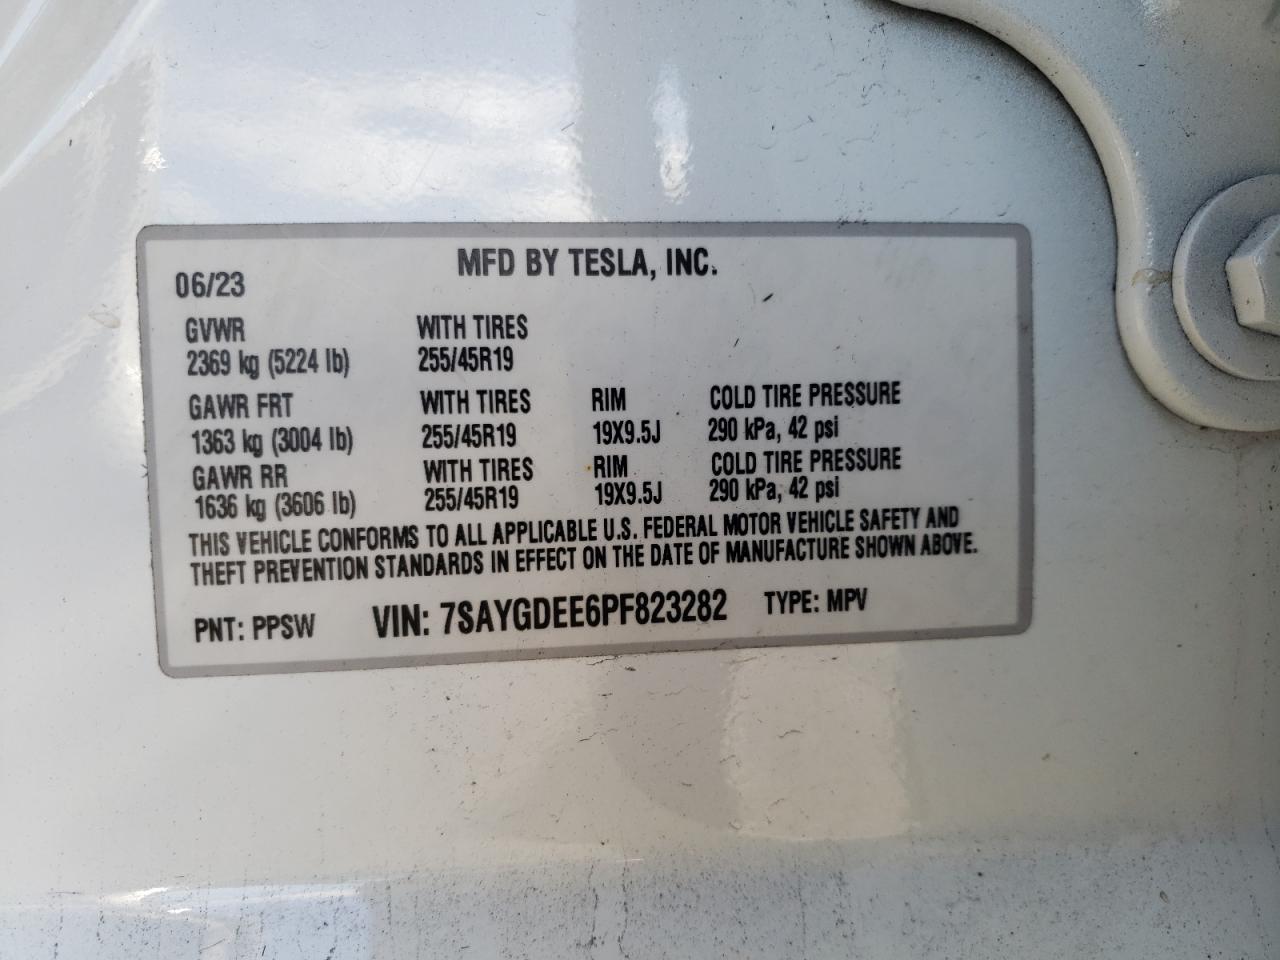 MFD BY TESLA, INC.
06/23
GVWR WITH TIRES
2369 kg (5224 lb) 255/45R19
GAWR FRT WITH TIRES RIM COLD TIRE PRESSURE
1363 kg (3004 lb) 255/45R19 19X9.5J 290 kPa, 42 psi
GAWR RR WITH TIRES RIM COLD TIRE PRESSURE
1636 kg (3606 lb) 255/45R19 19X9.5J 290 kPa, 42 psi
THIS VEHICLE CONFORMS TO ALL APPLICABLE U.S. FEDERAL MOTOR VEHICLE SAFETY AND
THEFT PREVENTION STANDARDS IN EFFECT ON THE DATE OF MANUFACTURE SHOWN ABOVE.
PNT: PPSW VIN: 7SAYGDEE6PF823282 TYPE: MPV